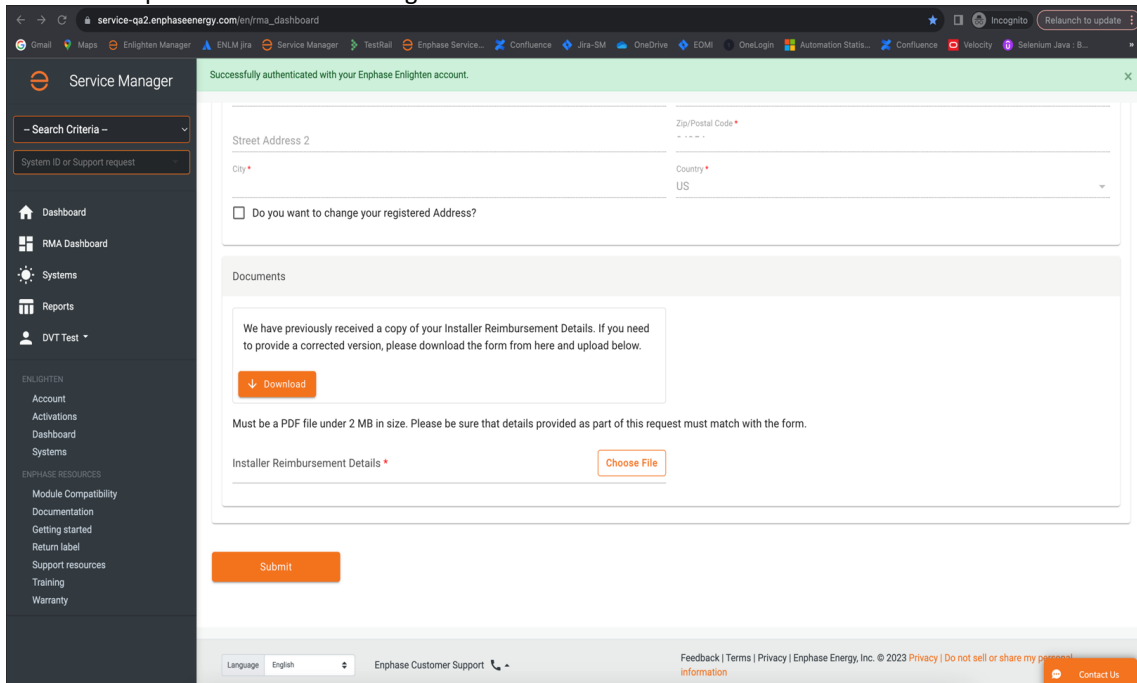 service-qa2.enphaseenergy.com/en/rma_dashboard
Incognito
Relaunch to update
Gmail
Maps
Enlighten Manager
ENLM jira
Service Manager
TestRail
Enphase Service...
Confluence
Jira-SM
OneDrive
EOMI
OneLogin
Automation Statis...
Confluence
Velocity
Selenium Java : B...
»
Service Manager
Successfully authenticated with your Enphase Enlighten account.
-- Search Criteria --
System ID or Support request
Dashboard
RMA Dashboard
Systems
Reports
DVT Test
ENLIGHTEN
Account
Activations
Dashboard
Systems
ENPHASE RESOURCES
Module Compatibility
Documentation
Getting started
Return label
Support resources
Training
Warranty
Street Address 2
Zip/Postal Code *
City *
Country *
US
Do you want to change your registered Address?
Documents
We have previously received a copy of your Installer Reimbursement Details. If you need
to provide a corrected version, please download the form from here and upload below.
Download
Must be a PDF file under 2 MB in size. Please be sure that details provided as part of this request must match with the form.
Installer Reimbursement Details *
Choose File
Submit
Language
English
Enphase Customer Support
Feedback | Terms | Privacy | Enphase Energy, Inc. © 2023 Privacy | Do not sell or share my
information
Contact Us